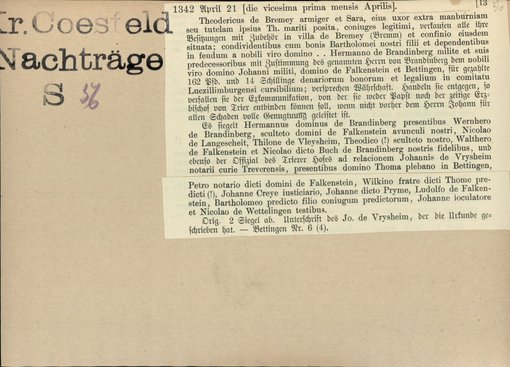 Kr. Coesfeld
Nachträge
S 56
[13
56
1342 April 21 [die vicesima prima mensis Aprilis].
Theodericus de Bremey armiger et Sara, eius uxor extra manburniam
seu tutelam ipsius Th. mariti posita, coniuges legitimi, verkaufen alle ihre
Besitzungen mit Zubehör in villa de Bremey (Bremm) et confinio eiusdem
situata; condividentibus cum bonis Bartholomei nostri filii et dependentibus
in feudum a nobili viro domino . . Hermanno de Brandinberg milite et suis
predecessoribus mit Zustimmung des genannten Herrn von Brandinberg dem nobili
viro domino Johanni militi, domino de Falkenstein et Bettingen, für gezahlte
162 Pfd. und 14 Schillinge denariorum bonorum et legalium in comitatu
Luczillimburgensi cursibilium; versprechen Währschaft. Handeln sie entgegen, so
verfallen sie der Exkommunikation, von der sie weder Papst noch der zeitige Erz-
bischof von Trier entbinden können soll, wenn nicht vorher dem Herrn Johann für
allen Schaden volle Genugthuung geleistet ist.
Es siegelt Hermannus dominus de Brandinberg presentibus Wernhero
de Brandinberg, sculteto domini de Falkenstein avunculi nostri, Nicolao
de Langescheit, Thilone de Vleysheim, Theodico (!) sculteto nostro, Walthero
de Falkenstein et Nicolao dicto Buch de Brandinberg nostris fidelibus, und
ebenso der Offizial des Trierer Hofes ad relacionem Johannis de Vrysheim
notarii curie Treverensis, presentibus domino Thoma plebano in Bettingen,
Petro notario dicti domini de Falkenstein, Wilkino fratre dicti Thome pre-
dicti (!), Johanne Creye iusticiario, Johanne dicto Pryme, Ludolfo de Falken-
stein, Bartholomeo predicto filio coniugum predictorum, Johanne ioculatore
et Nicolao de Wettelingen testibus.
Orig. 2 Siegel ab. Unterschrift des Jo. de Vrysheim, der die Urkunde ge-
schrieben hat. — Bettingen Nr. 6 (4).